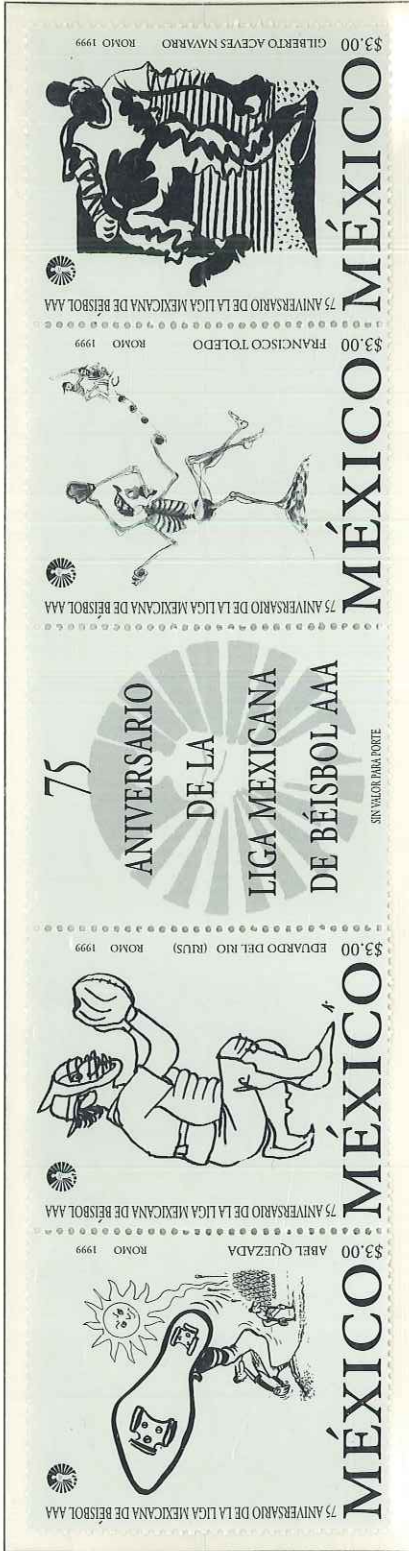 75 ANIVERSARIO DE LA LIGA MEXICANA DE BÉISBOL AAA
GILBERTO ACEVES NAVARRO ROMO 1999
$3.00
MÉXICO
75 ANIVERSARIO DE LA LIGA MEXICANA DE BÉISBOL AAA
FRANCISCO TOLEDO ROMO 1999
$3.00
MÉXICO
75
ANIVERSARIO
DE LA
LIGA MEXICANA
DE BÉISBOL AAA
SIN VALOR PARA PORTE
75 ANIVERSARIO DE LA LIGA MEXICANA DE BÉISBOL AAA
EDUARDO DEL RIO (RIUS) ROMO 1999
$3.00
MÉXICO
75 ANIVERSARIO DE LA LIGA MEXICANA DE BÉISBOL AAA
ABEL QUEZADA ROMO 1999
$3.00
MÉXICO